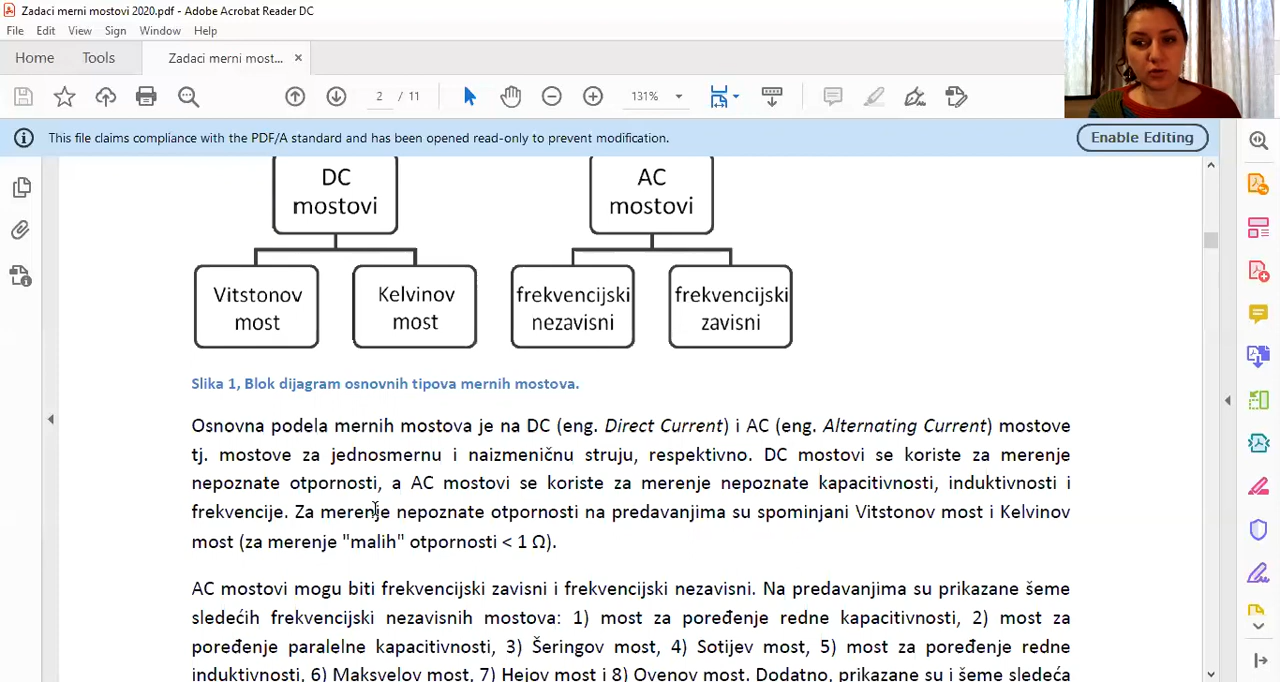 Zadaci merni mostovi 2020.pdf - Adobe Acrobat Reader DC
File Edit View Sign Window Help
Home Tools Zadaci merni most... ×
2 / 11 131%
This file claims compliance with the PDF/A standard and has been opened read-only to prevent modification. Enable Editing
DC mostovi
AC mostovi
Vitstonov most
Kelvinov most
frekvencijski nezavisni
frekvencijski zavisni
Slika 1, Blok dijagram osnovnih tipova mernih mostova.
Osnovna podela mernih mostova je na DC (eng. Direct Current) i AC (eng. Alternating Current) mostove
tj. mostove za jednosmernu i naizmeničnu struju, respektivno. DC mostovi se koriste za merenje
nepoznate otpornosti, a AC mostovi se koriste za merenje nepoznate kapacitivnosti, induktivnosti i
frekvencije. Za merenje nepoznate otpornosti na predavanjima su spominjani Vitstonov most i Kelvinov
most (za merenje "malih" otpornosti < 1 Ω).
AC mostovi mogu biti frekvencijski zavisni i frekvencijski nezavisni. Na predavanjima su prikazane šeme
sledećih frekvencijski nezavisnih mostova: 1) most za poređenje redne kapacitivnosti, 2) most za
poređenje paralelne kapacitivnosti, 3) Šeringov most, 4) Sotijev most, 5) most za poređenje redne
induktivnosti, 6) Maksvelov most, 7) Hejov most i 8) Ovenov most. Dodatno, prikazane su i šeme sledeća